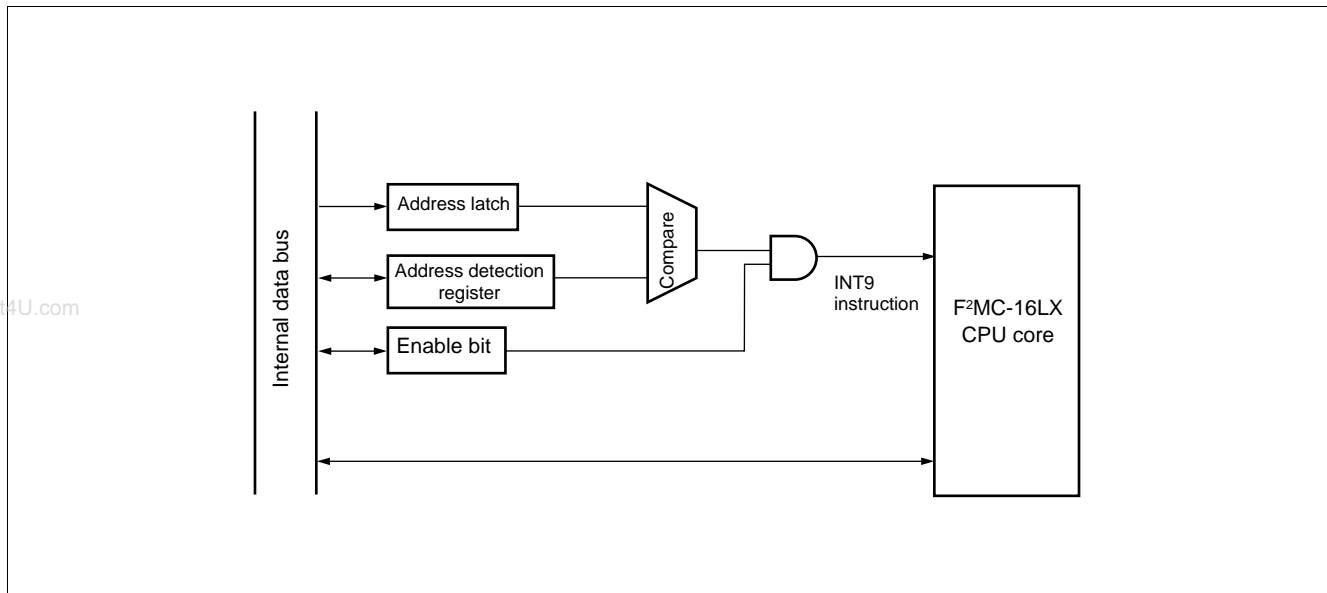 Internal data bus
Address latch
Address detection
register
Enable bit
Compare
INT9
instruction
F²MC-16LX
CPU core
t4U.com